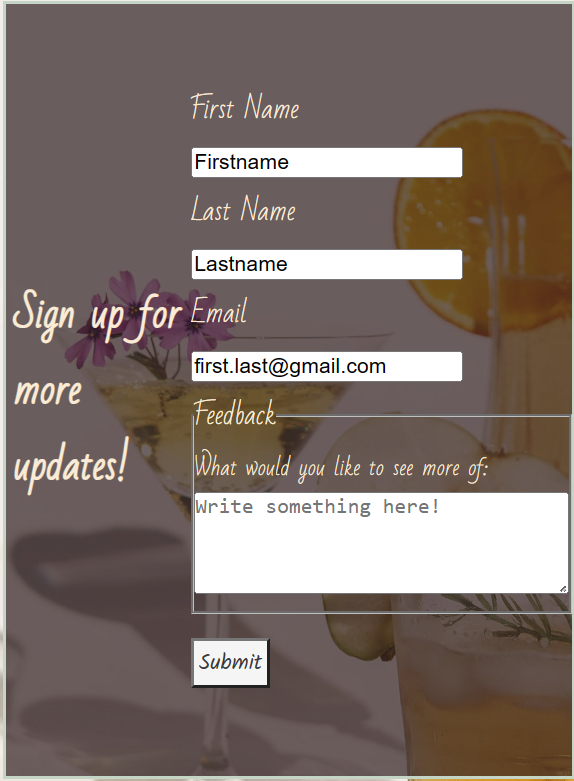 Sign up for
more
updates!
First Name
Firstname
Last Name
Lastname
Email
first.last@gmail.com
Feedback
What would you like to see more of:
Write something here!
Submit